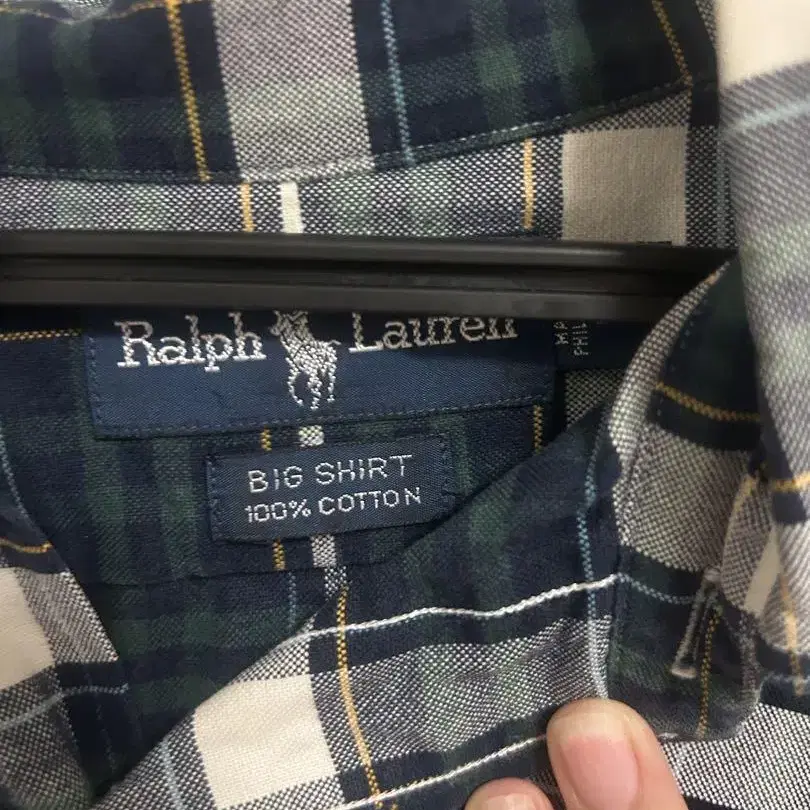 Ralph Lauren
BIG SHIRT
100% COTTON